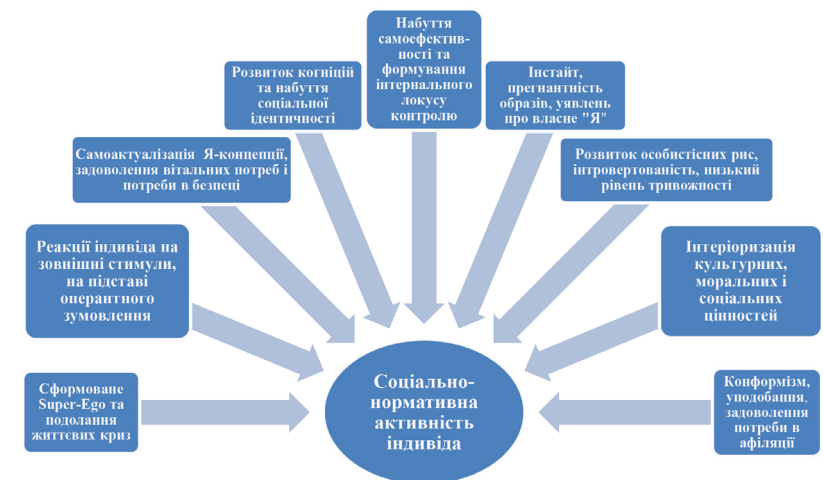 Набуття
самоефектив-
ності та
формування
інтернального
локусу
контролю
Розвиток когніцій
та набуття
соціальної
ідентичності
Інстайт,
прегнантність
образів, уявлень
про власне "Я"
Самоактуалізація Я-концепції,
задоволення вітальних потреб і
потреби в безпеці
Розвиток особистісних рис,
інтровертованість, низький
рівень тривожності
Реакції індивіда на
зовнішні стимули,
на підставі
оперантного
зумовлення
Інтеріоризація
культурних,
моральних і
соціальних
цінностей
Сформоване
Super-Ego та
подолання
життєвих криз
Соціально-
нормативна
активність
індивіда
Конформізм,
уподобання,
задоволення
потреби в
афіляції